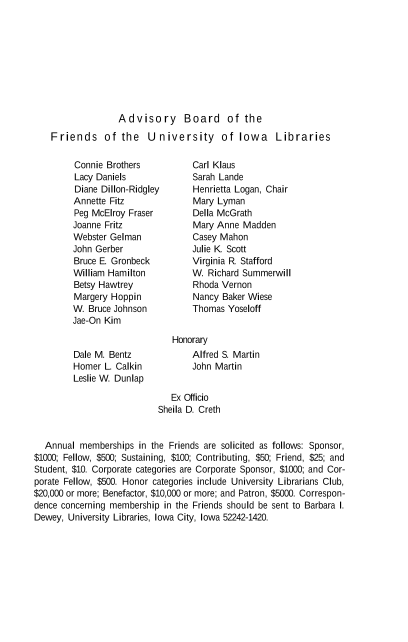 Advisory Board of the
Friends of the University of Iowa Libraries
Connie Brothers
Lacy Daniels
Diane Dillon-Ridgley
Annette Fitz
Peg McElroy Fraser
Joanne Fritz
Webster Gelman
John Gerber
Bruce E. Gronbeck
William Hamilton
Betsy Hawtrey
Margery Hoppin
W. Bruce Johnson
Jae-On Kim
Carl Klaus
Sarah Lande
Henrietta Logan, Chair
Mary Lyman
Della McGrath
Mary Anne Madden
Casey Mahon
Julie K. Scott
Virginia R. Stafford
W. Richard Summerwill
Rhoda Vernon
Nancy Baker Wiese
Thomas Yoseloff
Honorary
Dale M. Bentz
Homer L. Calkin
Leslie W. Dunlap
Alfred S. Martin
John Martin
Ex Officio
Sheila D. Creth
Annual memberships in the Friends are solicited as follows: Sponsor,
$1000; Fellow, $500; Sustaining, $100; Contributing, $50; Friend, $25; and
Student, $10. Corporate categories are Corporate Sponsor, $1000; and Cor-
porate Fellow, $500. Honor categories include University Librarians Club,
$20,000 or more; Benefactor, $10,000 or more; and Patron, $5000. Correspon-
dence concerning membership in the Friends should be sent to Barbara I.
Dewey, University Libraries, Iowa City, Iowa 52242-1420.